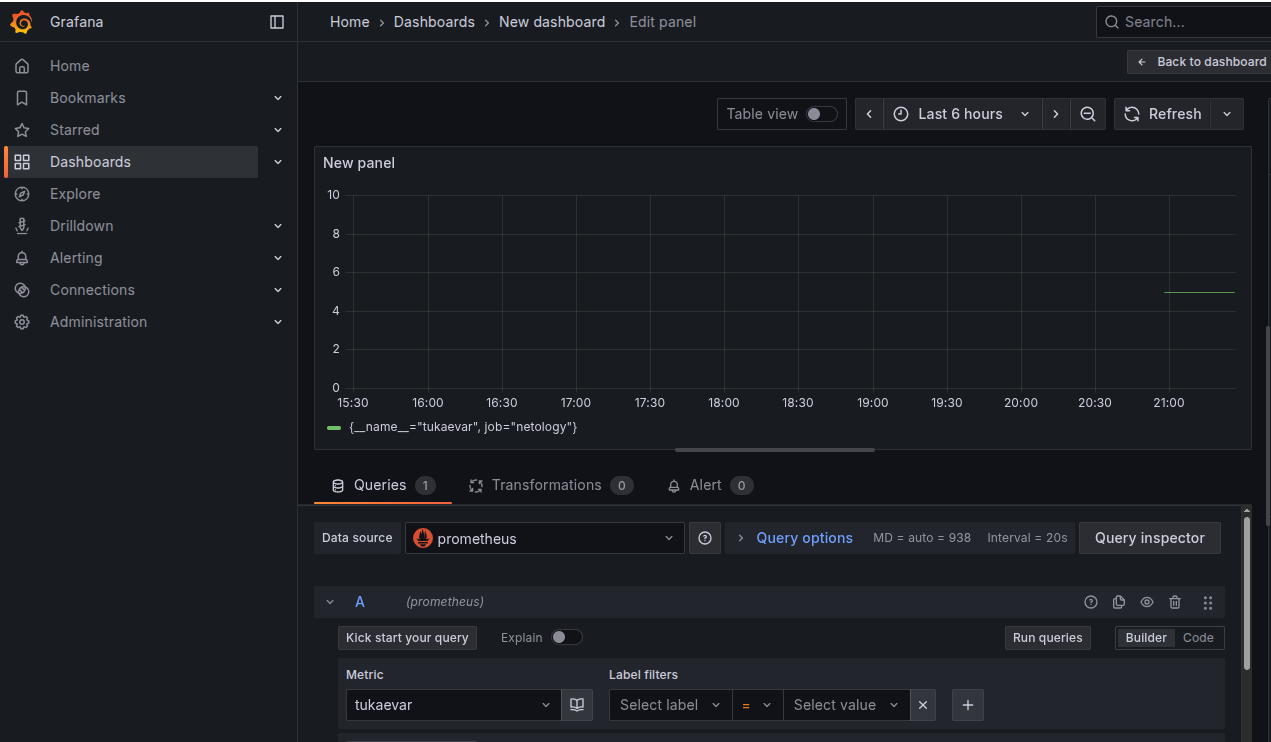 Grafana
Home › Dashboards › New dashboard › Edit panel
Search...
Back to dashboard
Home
Bookmarks
Starred
Dashboards
Explore
Drilldown
Alerting
Connections
Administration
Table view
Last 6 hours
Refresh
New panel
10
8
6
4
2
0
15:30 16:00 16:30 17:00 17:30 18:00 18:30 19:00 19:30 20:00 20:30 21:00
{__name__="tukaevar", job="netology"}
Queries 1 Transformations 0 Alert 0
Data source prometheus Query options MD = auto = 938 Interval = 20s Query inspector
A (prometheus)
Kick start your query Explain Run queries Builder Code
Metric Label filters
tukaevar Select label = Select value